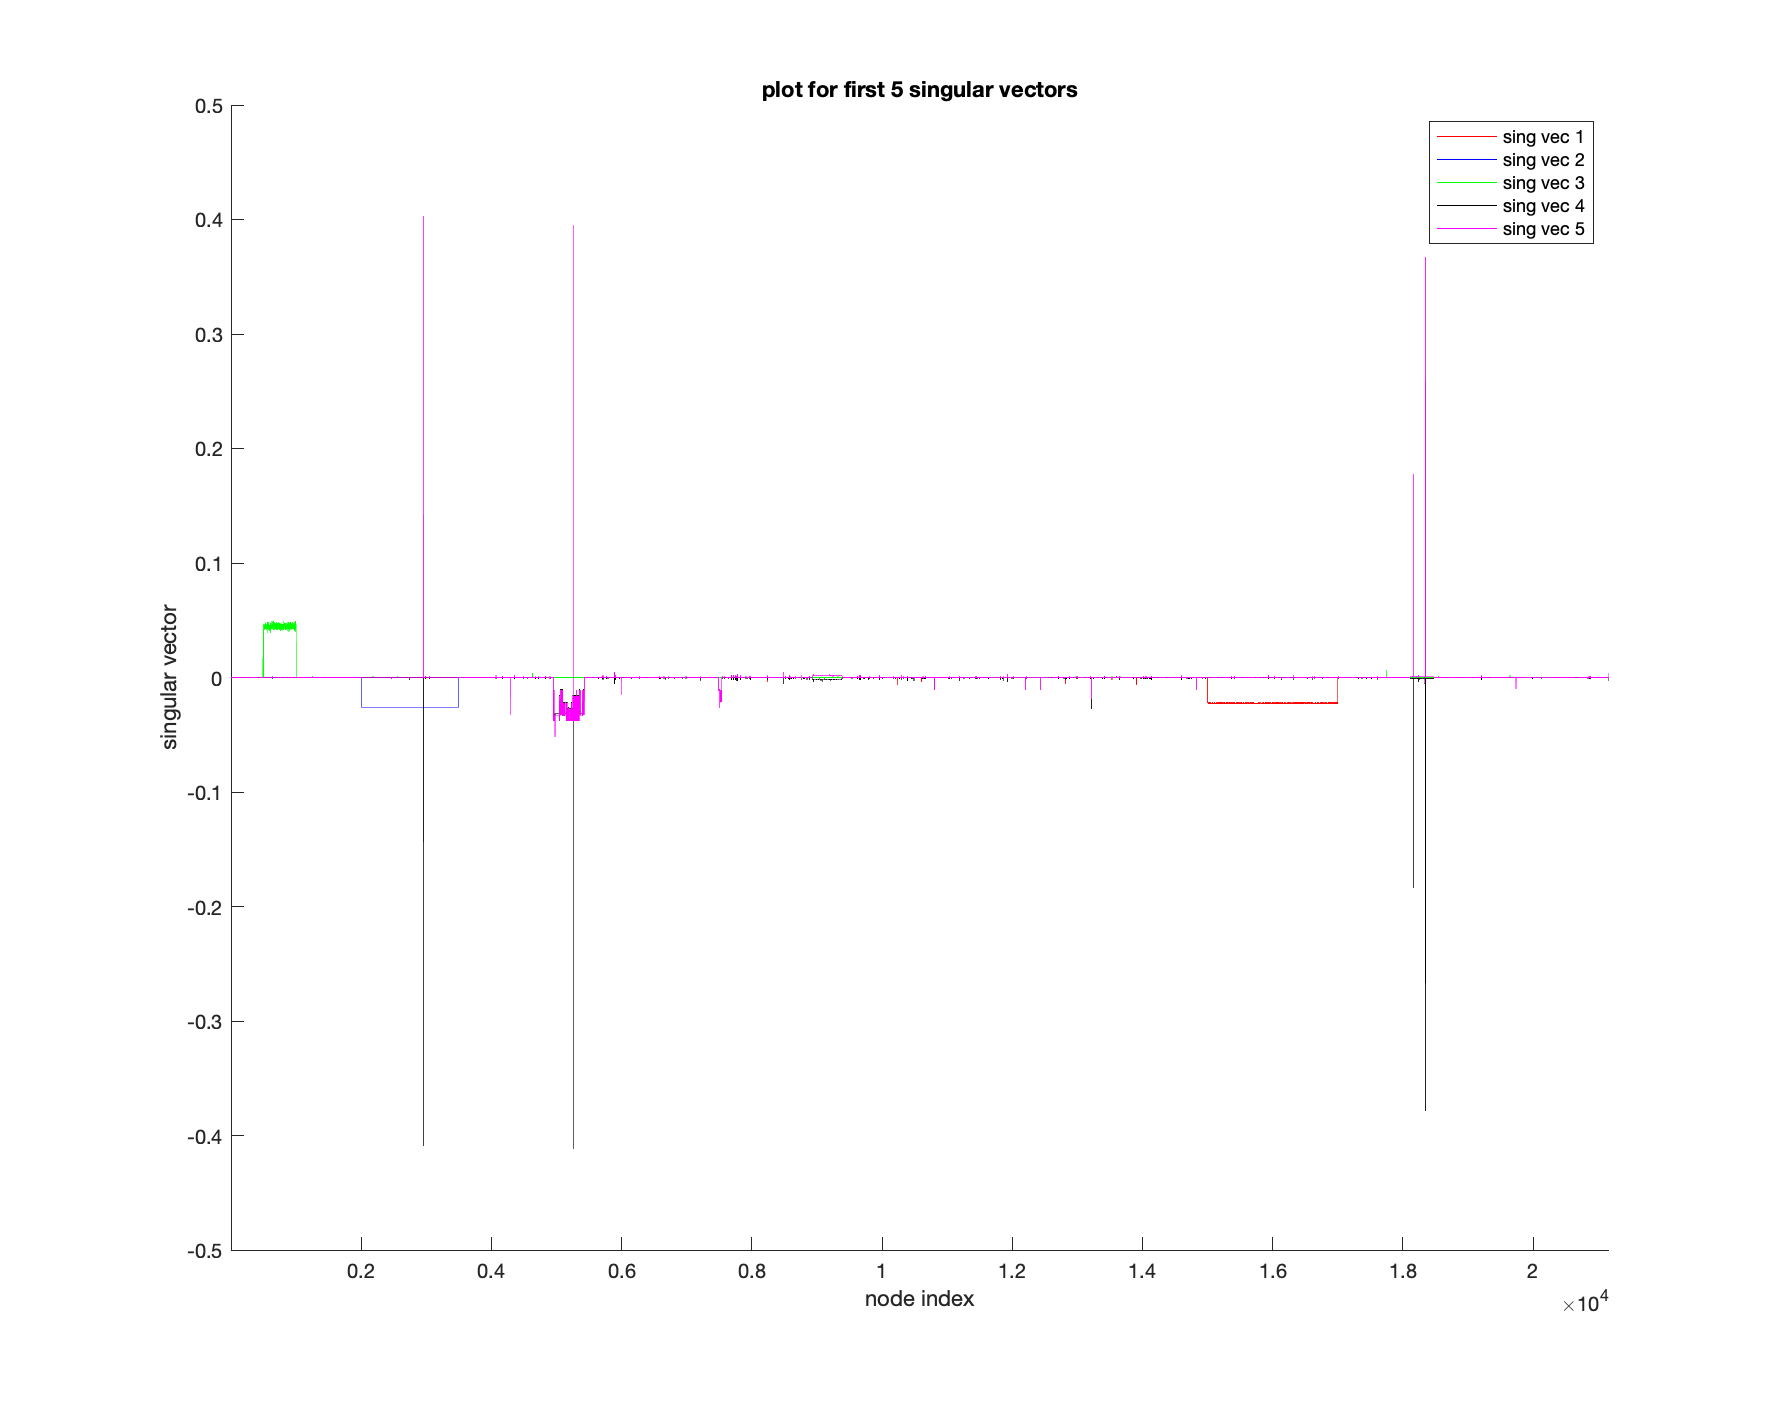 plot for first 5 singular vectors
sing vec 1
sing vec 2
sing vec 3
sing vec 4
sing vec 5
0.5
0.4
0.3
0.2
0.1
0
-0.1
-0.2
-0.3
-0.4
-0.5
singular vector
0.2 0.4 0.6 0.8 1 1.2 1.4 1.6 1.8 2
node index
×10⁴